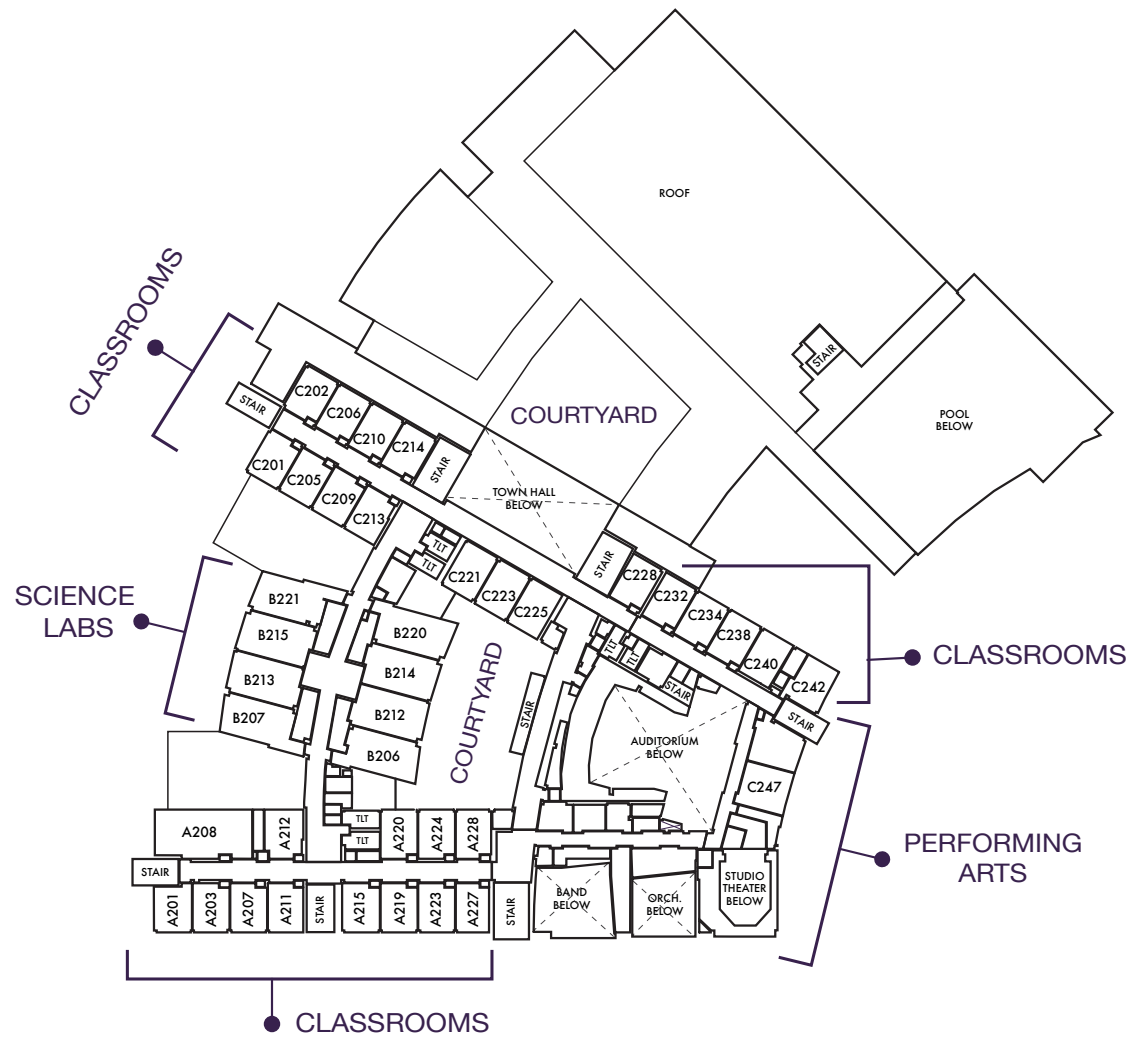 ROOF
CLASSROOMS
STAIR
POOL
BELOW
C202
STAIR
C206
COURTYARD
C210
C214
STAIR
C201
C205
TOWN HALL
BELOW
C209
C213
TLT
TLT
STAIR
C228
C221
C223
C225
C232
C234
C238
C240
C242
SCIENCE
LABS
B221
B215
B213
B207
B220
B214
B212
B206
COURTYARD
STAIR
TLT
TLT
STAIR
STAIR
CLASSROOMS
AUDITORIUM
BELOW
C247
PERFORMING
ARTS
A208
A212
TLT
TLT
A220
A224
A228
STAIR
A201
A203
A207
A211
STAIR
A215
A219
A223
A227
STAIR
BAND
BELOW
ORCH.
BELOW
STUDIO
THEATER
BELOW
CLASSROOMS